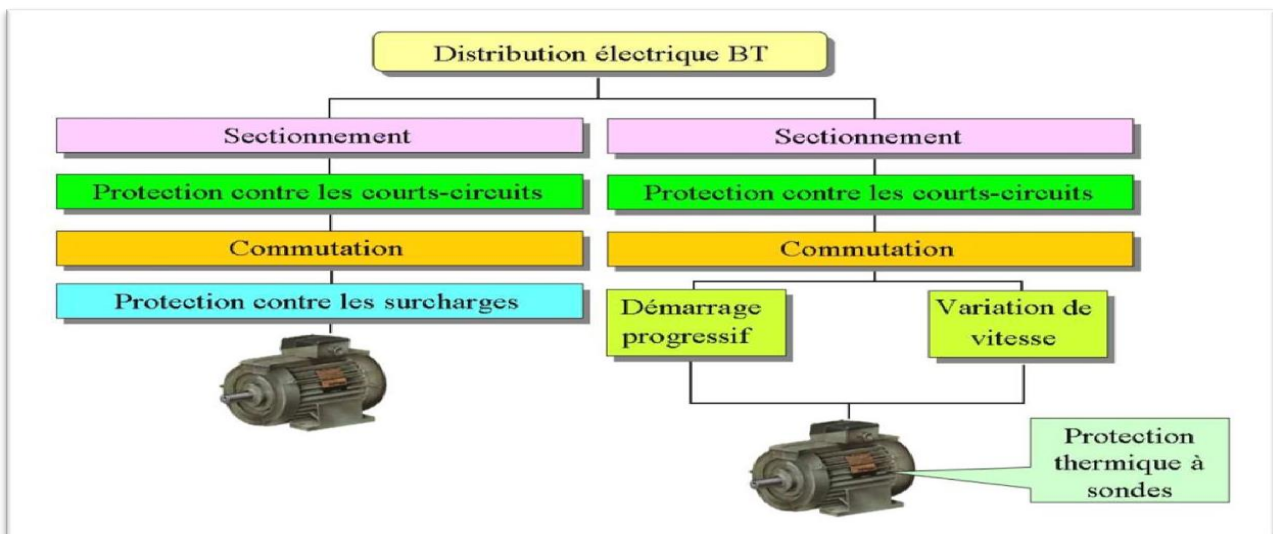 Distribution électrique BT
Sectionnement
Protection contre les courts-circuits
Commutation
Protection contre les surcharges
Sectionnement
Protection contre les courts-circuits
Commutation
Démarrage
progressif
Variation de
vitesse
Protection
thermique à
sondes